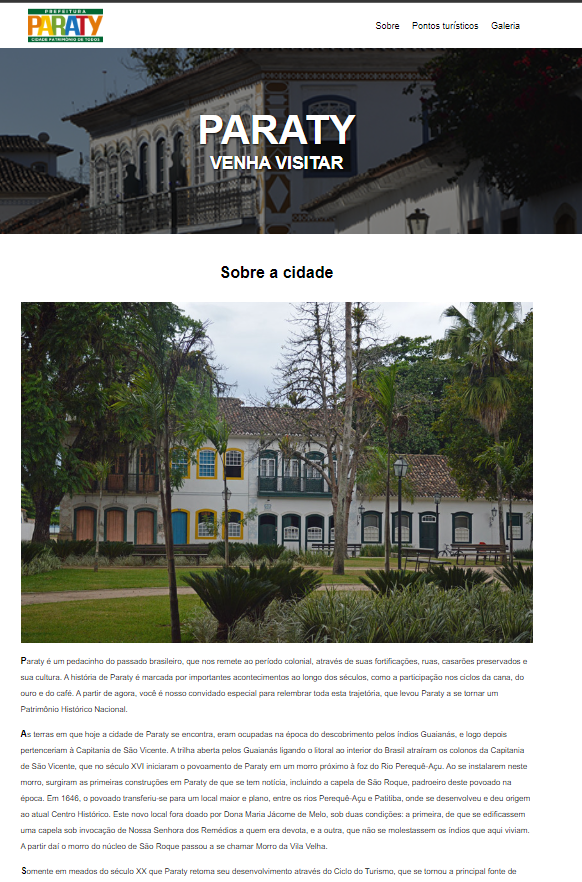 PREFEITURA
PARATY
CIDADE PATRIMÔNIO DE TODOS
Sobre Pontos turísticos Galeria
PARATY
VENHA VISITAR
Sobre a cidade
Paraty é um pedacinho do passado brasileiro, que nos remete ao período colonial, através de suas fortificações, ruas, casarões preservados e
sua cultura. A história de Paraty é marcada por importantes acontecimentos ao longo dos séculos, como a participação nos ciclos da cana, do
ouro e do café. A partir de agora, você é nosso convidado especial para relembrar toda esta trajetória, que levou Paraty a se tornar um
Patrimônio Histórico Nacional.
As terras em que hoje a cidade de Paraty se encontra, eram ocupadas na época do descobrimento pelos índios Guaianás, e logo depois
pertenceriam à Capitania de São Vicente. A trilha aberta pelos Guaianás ligando o litoral ao interior do Brasil atraíram os colonos da Capitania
de São Vicente, que no século XVI iniciaram o povoamento de Paraty em um morro próximo à foz do Rio Perequê-Açu. Ao se instalarem neste
morro, surgiram as primeiras construções em Paraty de que se tem notícia, incluindo a capela de São Roque, padroeiro deste povoado na
época. Em 1646, o povoado transferiu-se para um local maior e plano, entre os rios Perequê-Açu e Patitiba, onde se desenvolveu e deu origem
ao atual Centro Histórico. Este novo local fora doado por Dona Maria Jácome de Melo, sob duas condições: a primeira, de que se edificassem
uma capela sob invocação de Nossa Senhora dos Remédios a quem era devota, e a outra, que não se molestassem os índios que aqui viviam.
A partir daí o morro do núcleo de São Roque passou a se chamar Morro da Vila Velha.
Somente em meados do século XX que Paraty retoma seu desenvolvimento através do Ciclo do Turismo, que se tornou a principal fonte de